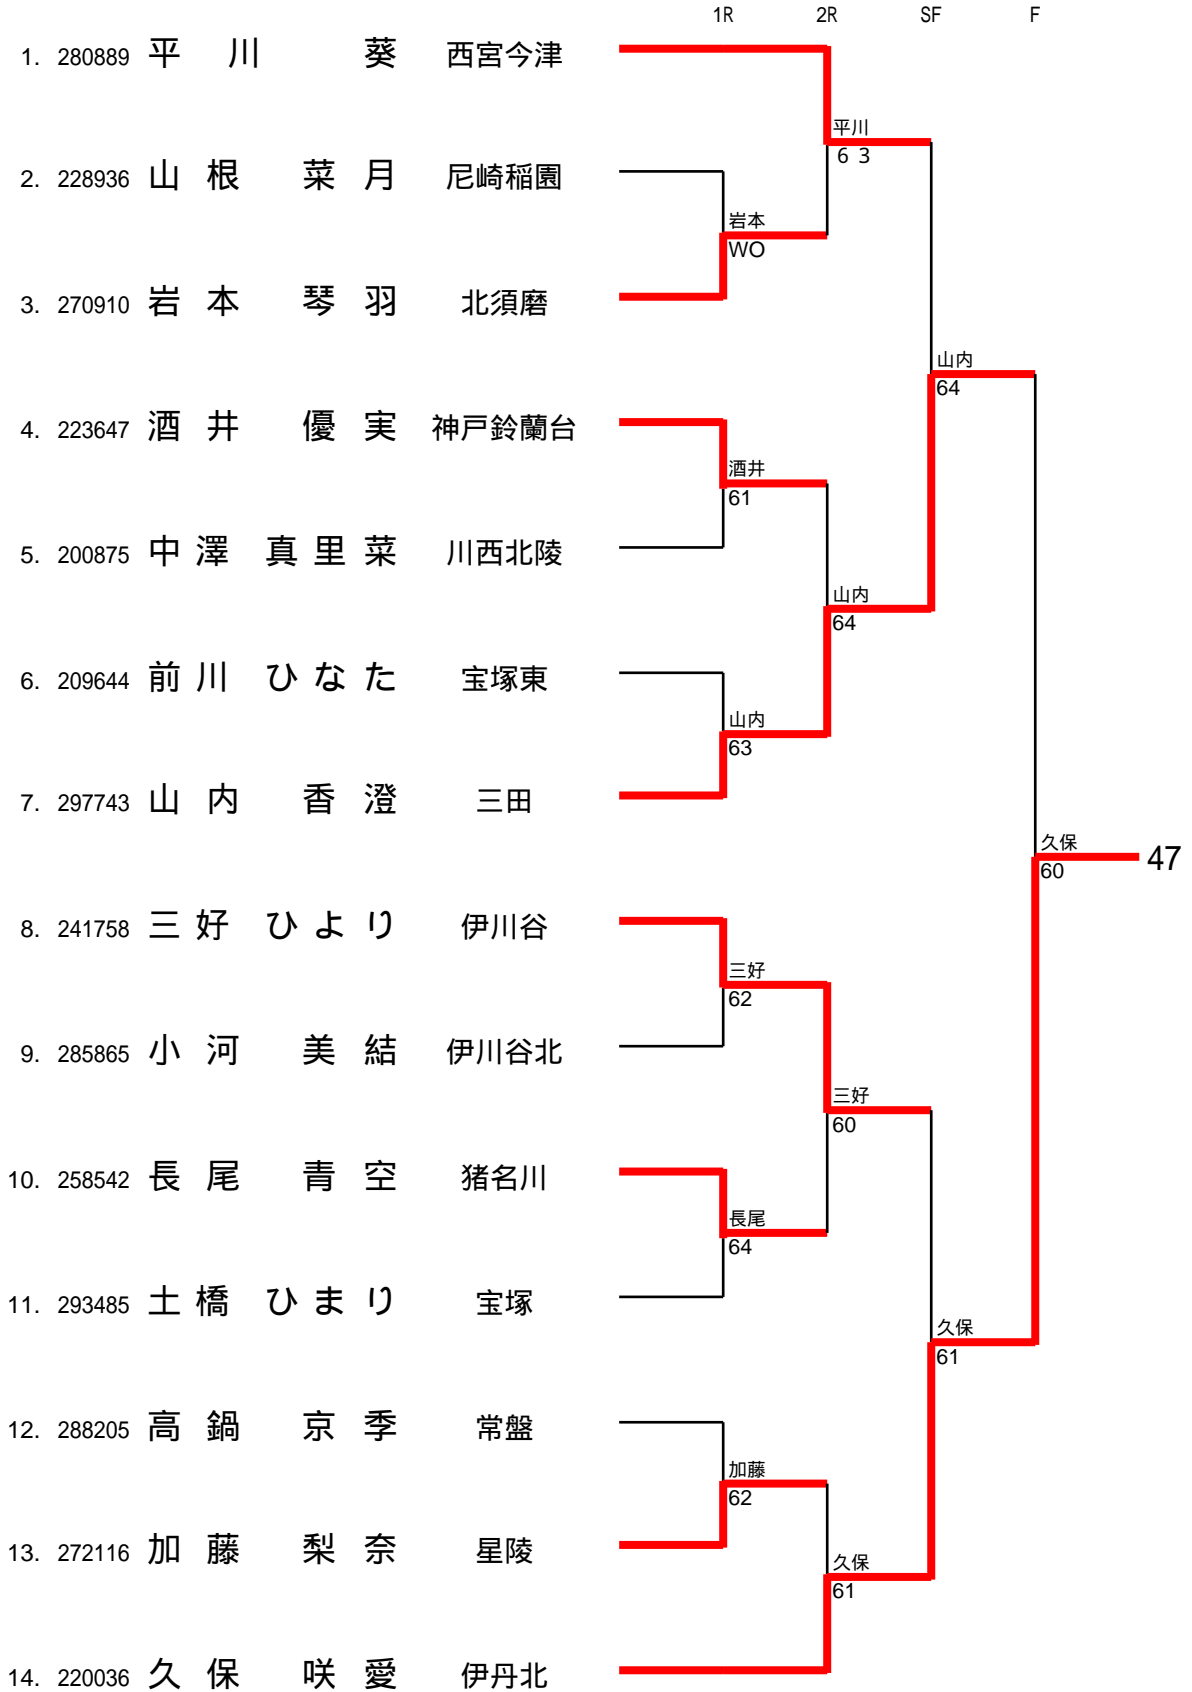 1R 2R SF F
1. 280889 平川 葵 西宮今津
平川
6 3
2. 228936 山根 菜月 尼崎稲園
岩本
WO
3. 270910 岩本 琴羽 北須磨
山内
64
4. 223647 酒井 優実 神戸鈴蘭台
酒井
61
5. 200875 中澤 真里菜 川西北陵
山内
64
6. 209644 前川 ひなた 宝塚東
山内
63
7. 297743 山内 香澄 三田
久保
60
47
8. 241758 三好 ひより 伊川谷
三好
62
9. 285865 小河 美結 伊川谷北
三好
60
10. 258542 長尾 青空 猪名川
長尾
64
11. 293485 土橋 ひまり 宝塚
久保
61
12. 288205 高鍋 京季 常盤
加藤
62
13. 272116 加藤 梨奈 星陵
久保
61
14. 220036 久保 咲愛 伊丹北